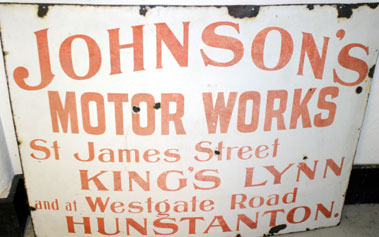 JOHNSON'S
MOTOR WORKS
St James Street
KING'S LYNN
and at Westgate Road
HUNSTANTON.